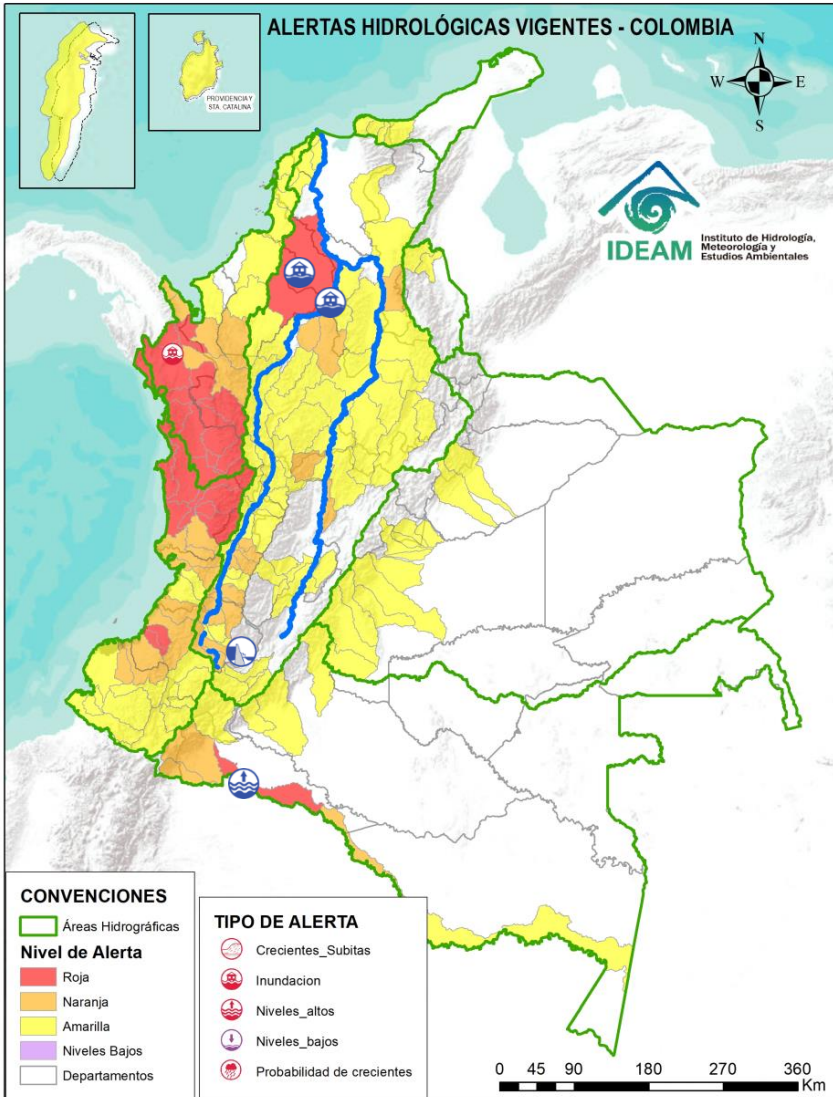 ALERTAS HIDROLÓGICAS VIGENTES - COLOMBIA
PROVIDENCIA Y
STA. CATALINA
N
W
E
S
IDEAM
Instituto de Hidrología,
Meteorología y
Estudios Ambientales
CONVENCIONES
Áreas Hidrográficas
Nivel de Alerta
Roja
Naranja
Amarilla
Niveles Bajos
Departamentos
TIPO DE ALERTA
Crecientes_Subitas
Inundacion
Niveles_altos
Niveles_bajos
Probabilidad de crecientes
0 45 90 180 270 360
Km